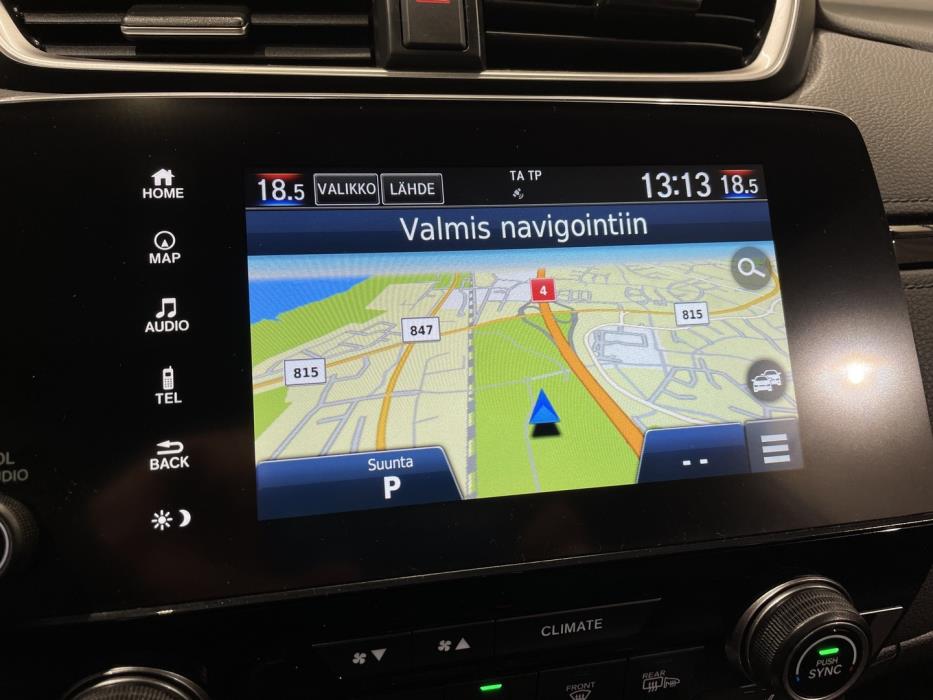 HOME
MAP
AUDIO
TEL
BACK
18.5 VALIKKO LÄHDE TA TP 13:13 18.5
Valmis navigointiin
4
847
815
815
Suunta
P
--
CLIMATE
FRONT
REAR
PUSH
SYNC